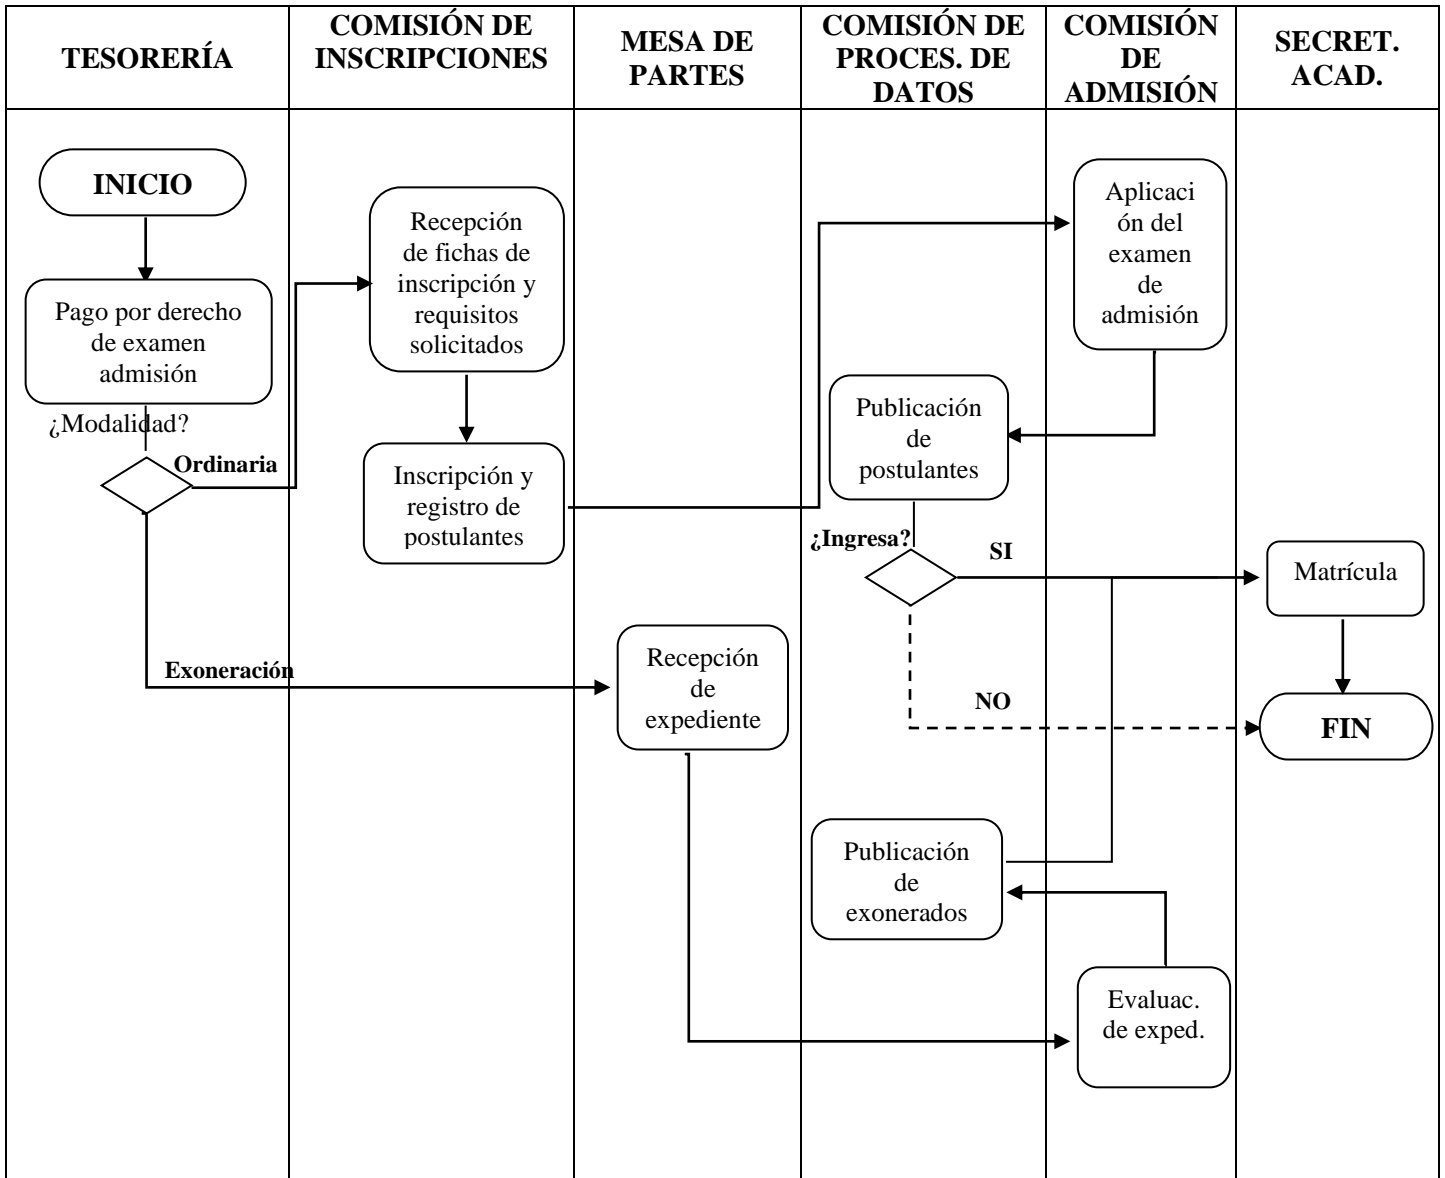 TESORERÍA
COMISIÓN DE
INSCRIPCIONES
MESA DE
PARTES
COMISIÓN DE
PROCES. DE
DATOS
COMISIÓN
DE
ADMISIÓN
SECRET.
ACAD.
INICIO
Pago por derecho
de examen
admisión
¿Modalidad?
Ordinaria
Exoneración
Recepción
de fichas de
inscripción y
requisitos
solicitados
Inscripción y
registro de
postulantes
Recepción
de
expediente
Publicación
de
postulantes
¿Ingresa?
SI
NO
Publicación
de
exonerados
Aplicaci
ón del
examen
de
admisión
Evaluac.
de exped.
Matrícula
FIN